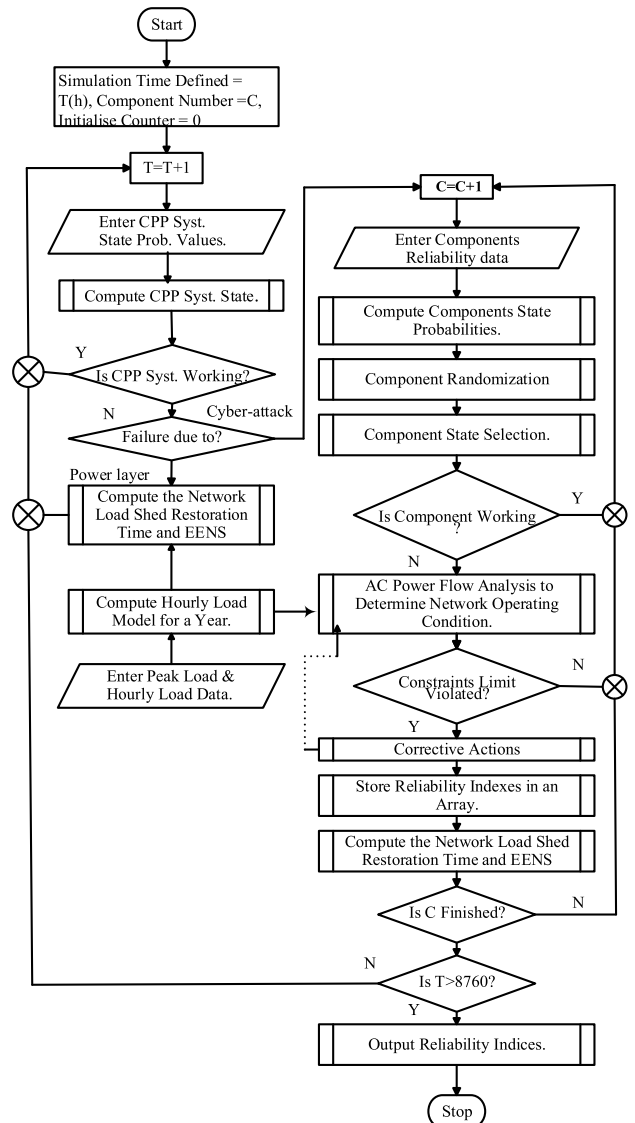 Start
Simulation Time Defined =
T(h), Component Number =C,
Initialise Counter = 0
T=T+1
Enter CPP Syst.
State Prob. Values.
Compute CPP Syst. State.
Y
Is CPP Syst. Working?
N
Cyber-attack
Failure due to?
Power layer
Compute the Network
Load Shed Restoration
Time and EENS
Compute Hourly Load
Model for a Year.
Enter Peak Load &
Hourly Load Data.
C=C+1
Enter Components
Reliability data
Compute Components State
Probabilities.
Component Randomization
Component State Selection.
Is Component Working
?
Y
N
AC Power Flow Analysis to
Determine Network Operating
Condition.
Constraints Limit
Violated?
N
Y
Corrective Actions
Store Reliability Indexes in an
Array.
Compute the Network Load Shed
Restoration Time and EENS
Is C Finished?
N
Is T>8760?
N
Y
Output Reliability Indices.
Stop